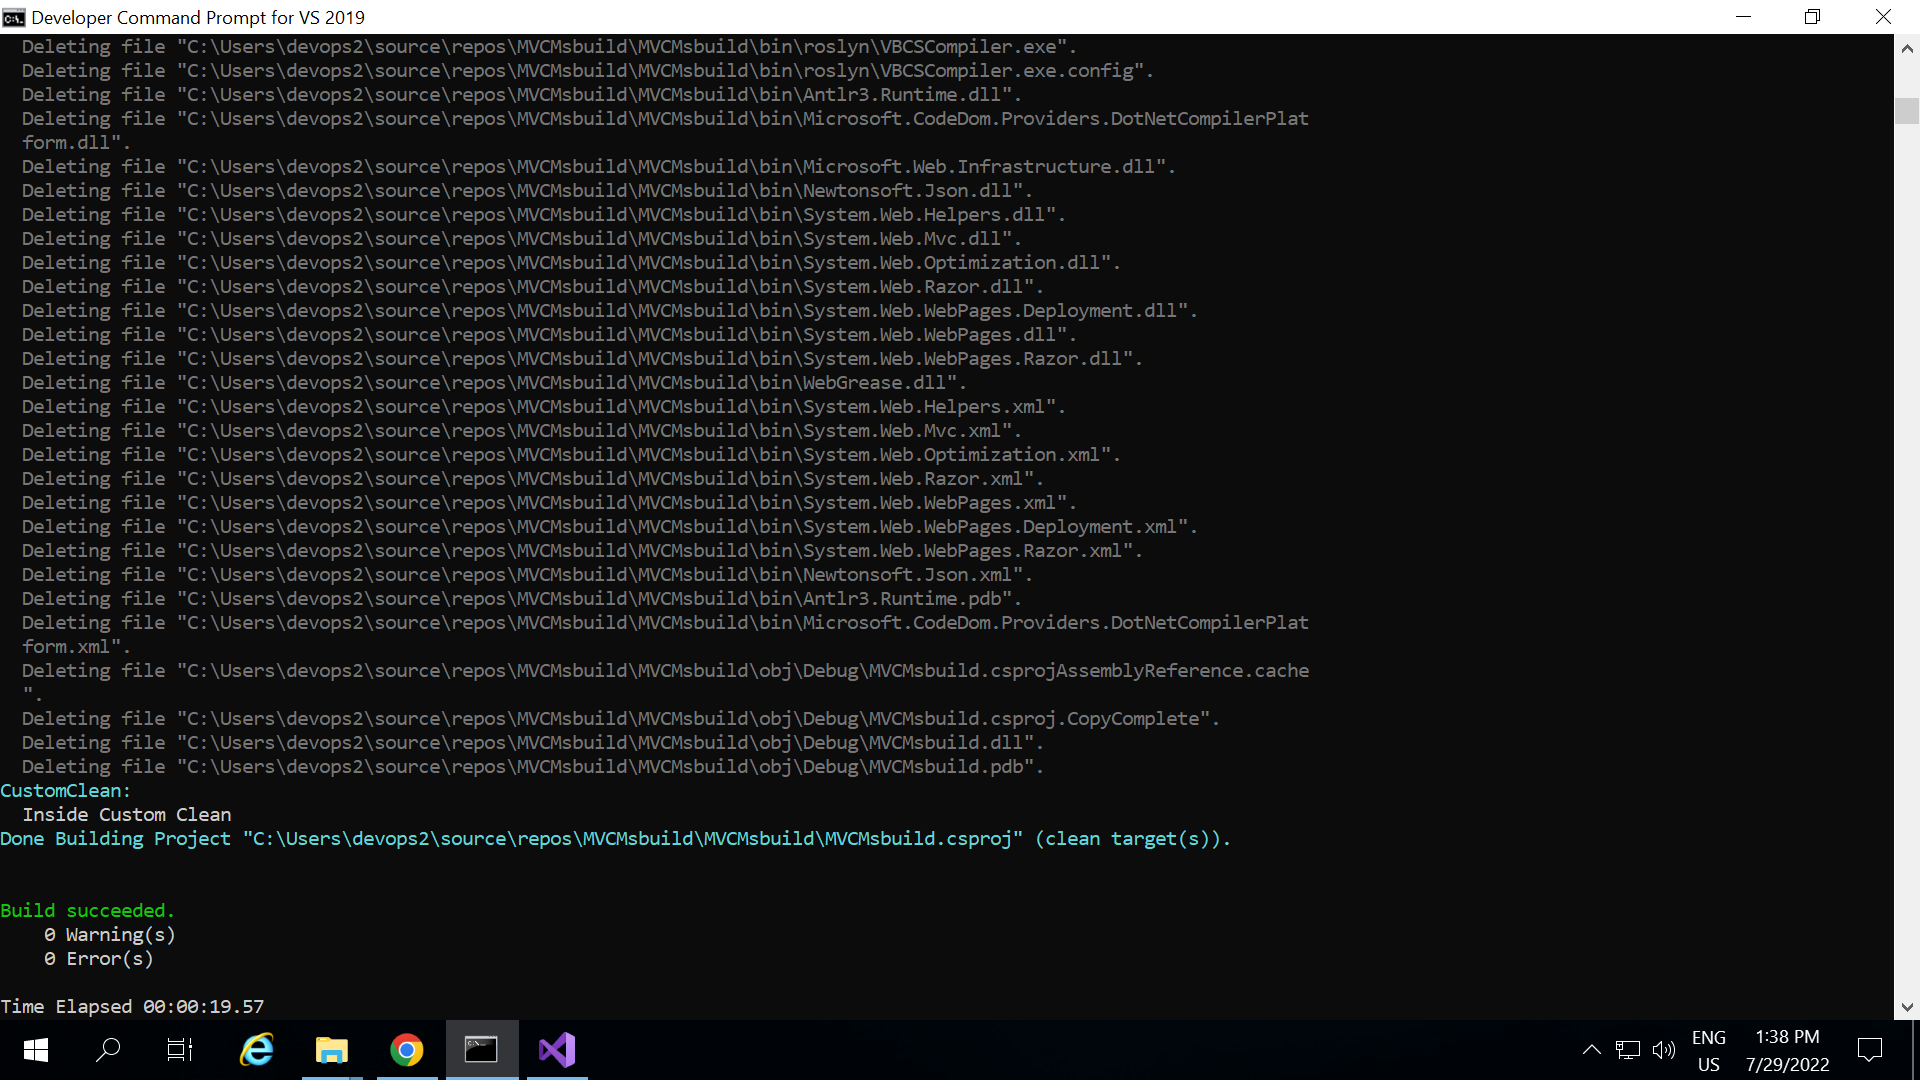 Developer Command Prompt for VS 2019
Deleting file "C:\Users\devops2\source\repos\MVCMsbuild\MVCMsbuild\bin\roslyn\VBCSCompiler.exe".
Deleting file "C:\Users\devops2\source\repos\MVCMsbuild\MVCMsbuild\bin\roslyn\VBCSCompiler.exe.config".
Deleting file "C:\Users\devops2\source\repos\MVCMsbuild\MVCMsbuild\bin\Antlr3.Runtime.dll".
Deleting file "C:\Users\devops2\source\repos\MVCMsbuild\MVCMsbuild\bin\Microsoft.CodeDom.Providers.DotNetCompilerPlat
form.dll".
Deleting file "C:\Users\devops2\source\repos\MVCMsbuild\MVCMsbuild\bin\Microsoft.Web.Infrastructure.dll".
Deleting file "C:\Users\devops2\source\repos\MVCMsbuild\MVCMsbuild\bin\Newtonsoft.Json.dll".
Deleting file "C:\Users\devops2\source\repos\MVCMsbuild\MVCMsbuild\bin\System.Web.Helpers.dll".
Deleting file "C:\Users\devops2\source\repos\MVCMsbuild\MVCMsbuild\bin\System.Web.Mvc.dll".
Deleting file "C:\Users\devops2\source\repos\MVCMsbuild\MVCMsbuild\bin\System.Web.Optimization.dll".
Deleting file "C:\Users\devops2\source\repos\MVCMsbuild\MVCMsbuild\bin\System.Web.Razor.dll".
Deleting file "C:\Users\devops2\source\repos\MVCMsbuild\MVCMsbuild\bin\System.Web.WebPages.Deployment.dll".
Deleting file "C:\Users\devops2\source\repos\MVCMsbuild\MVCMsbuild\bin\System.Web.WebPages.dll".
Deleting file "C:\Users\devops2\source\repos\MVCMsbuild\MVCMsbuild\bin\System.Web.WebPages.Razor.dll".
Deleting file "C:\Users\devops2\source\repos\MVCMsbuild\MVCMsbuild\bin\WebGrease.dll".
Deleting file "C:\Users\devops2\source\repos\MVCMsbuild\MVCMsbuild\bin\System.Web.Helpers.xml".
Deleting file "C:\Users\devops2\source\repos\MVCMsbuild\MVCMsbuild\bin\System.Web.Mvc.xml".
Deleting file "C:\Users\devops2\source\repos\MVCMsbuild\MVCMsbuild\bin\System.Web.Optimization.xml".
Deleting file "C:\Users\devops2\source\repos\MVCMsbuild\MVCMsbuild\bin\System.Web.Razor.xml".
Deleting file "C:\Users\devops2\source\repos\MVCMsbuild\MVCMsbuild\bin\System.Web.WebPages.xml".
Deleting file "C:\Users\devops2\source\repos\MVCMsbuild\MVCMsbuild\bin\System.Web.WebPages.Deployment.xml".
Deleting file "C:\Users\devops2\source\repos\MVCMsbuild\MVCMsbuild\bin\System.Web.WebPages.Razor.xml".
Deleting file "C:\Users\devops2\source\repos\MVCMsbuild\MVCMsbuild\bin\Newtonsoft.Json.xml".
Deleting file "C:\Users\devops2\source\repos\MVCMsbuild\MVCMsbuild\bin\Antlr3.Runtime.pdb".
Deleting file "C:\Users\devops2\source\repos\MVCMsbuild\MVCMsbuild\bin\Microsoft.CodeDom.Providers.DotNetCompilerPlat
form.xml".
Deleting file "C:\Users\devops2\source\repos\MVCMsbuild\MVCMsbuild\obj\Debug\MVCMsbuild.csprojAssemblyReference.cache
".
Deleting file "C:\Users\devops2\source\repos\MVCMsbuild\MVCMsbuild\obj\Debug\MVCMsbuild.csproj.CopyComplete".
Deleting file "C:\Users\devops2\source\repos\MVCMsbuild\MVCMsbuild\obj\Debug\MVCMsbuild.dll".
Deleting file "C:\Users\devops2\source\repos\MVCMsbuild\MVCMsbuild\obj\Debug\MVCMsbuild.pdb".
CustomClean:
Inside Custom Clean
Done Building Project "C:\Users\devops2\source\repos\MVCMsbuild\MVCMsbuild\MVCMsbuild.csproj" (clean target(s)).
Build succeeded.
0 Warning(s)
0 Error(s)
Time Elapsed 00:00:19.57
ENG
US
1:38 PM
7/29/2022